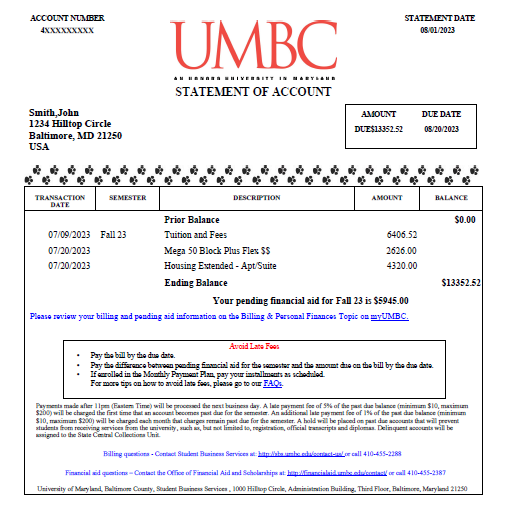 ACCOUNT NUMBER
4XXXXXXXXX
STATEMENT DATE
08/01/2023
UMBC
AN HONORS UNIVERSITY IN MARYLAND
STATEMENT OF ACCOUNT
Smith,John
1234 Hilltop Circle
Baltimore, MD 21250
USA
AMOUNT DUE DATE
DUE$13352.52 08/20/2023
TRANSACTION DATE SEMESTER DESCRIPTION AMOUNT BALANCE
Prior Balance $0.00
07/09/2023 Fall 23 Tuition and Fees 6406.52
07/20/2023 Mega 50 Block Plus Flex $$ 2626.00
07/20/2023 Housing Extended - Apt/Suite 4320.00
Ending Balance $13352.52
Your pending financial aid for Fall 23 is $5945.00
Please review your billing and pending aid information on the Billing & Personal Finances Topic on myUMBC.
Avoid Late Fees
• Pay the bill by the due date.
• Pay the difference between pending financial aid for the semester and the amount due on the bill by the due date.
• If enrolled in the Monthly Payment Plan, pay your installments as scheduled.
For more tips on how to avoid late fees, please go to our FAQs.
Payments made after 11pm (Eastern Time) will be processed the next business day. A late payment fee of 5% of the past due balance (minimum $10, maximum
$200) will be charged the first time that an account becomes past due for the semester. An additional late payment fee of 1% of the past due balance (minimum
$10, maximum $200) will be charged each month that charges remain past due for the semester. A hold will be placed on past due accounts that will prevent
students from receiving services from the university, such as, but not limited to, registration, official transcripts and diplomas. Delinquent accounts will be
assigned to the State Central Collections Unit.
Billing questions - Contact Student Business Services at: http://sbs.umbc.edu/contact-us/ or call 410-455-2288
Financial aid questions – Contact the Office of Financial Aid and Scholarships at: http://financialaid.umbc.edu/contact/ or call 410-455-2387
University of Maryland, Baltimore County, Student Business Services , 1000 Hilltop Circle, Administration Building, Third Floor, Baltimore, Maryland 21250